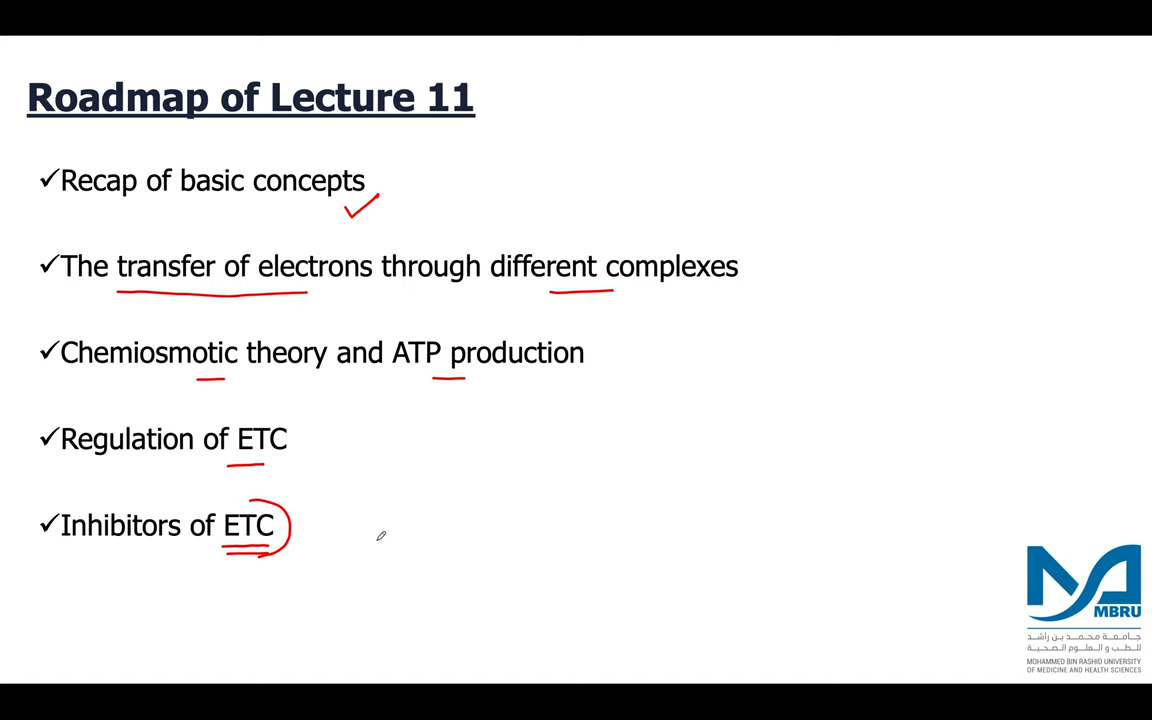 Roadmap of Lecture 11
✓Recap of basic concepts
✓The transfer of electrons through different complexes
✓Chemiosmotic theory and ATP production
✓Regulation of ETC
✓Inhibitors of ETC
MBRU
جامعة محمد بن راشد
للطب و العلوم الصحية
MOHAMMED BIN RASHID UNIVERSITY
OF MEDICINE AND HEALTH SCIENCES